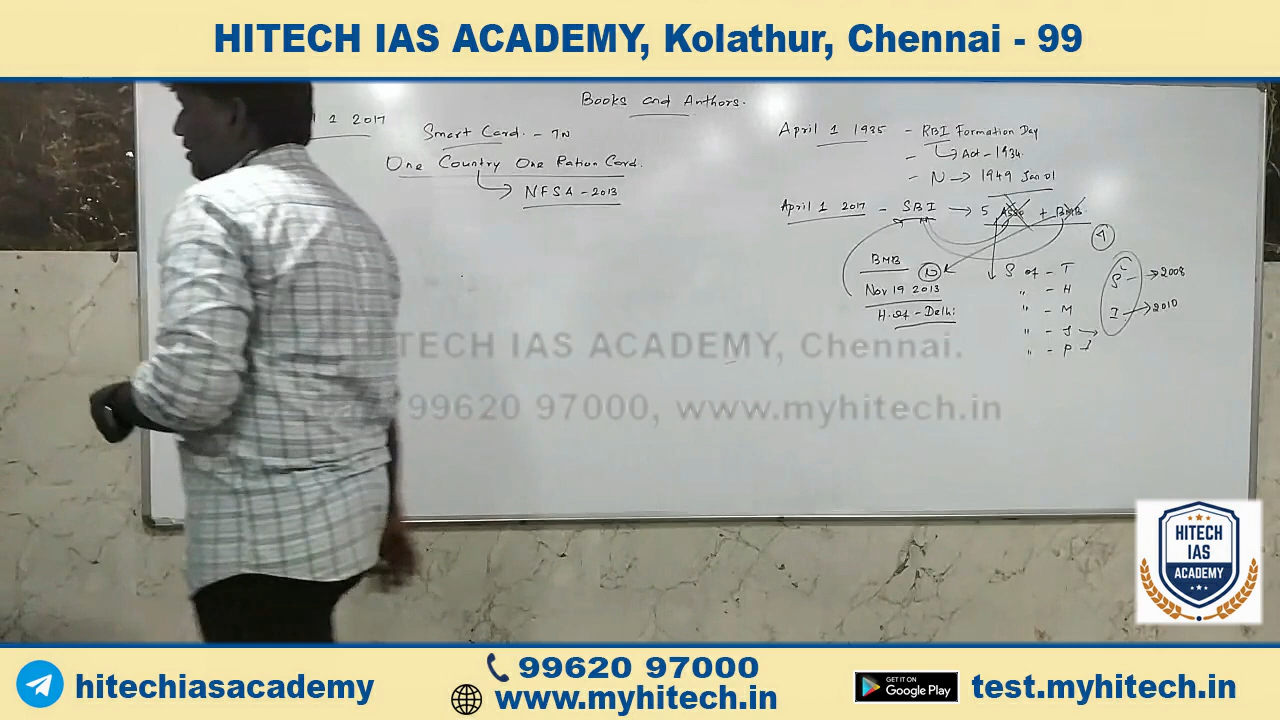 HITECH IAS ACADEMY, Kolathur, Chennai - 99
Books and Authors.
1 2017
Smart Card. - TN
One Country One Ration Card.
NFSA - 2013
April 1 1935 - RBI Formation Day
- Act - 1934.
- N → 1949 Jan 01
April 1 2017 - SBI → 5 Asso + BMB.
BMB N
Nov 19 2013
H. of - Delhi
S of - T
" - H
" - M
" - J
" - P
S → 2008
I → 2010
HITECH IAS ACADEMY, Chennai.
99620 97000, www.myhitech.in
HITECH
IAS
ACADEMY
hitechiasacademy
99620 97000
www.myhitech.in
GET IT ON
Google Play
test.myhitech.in